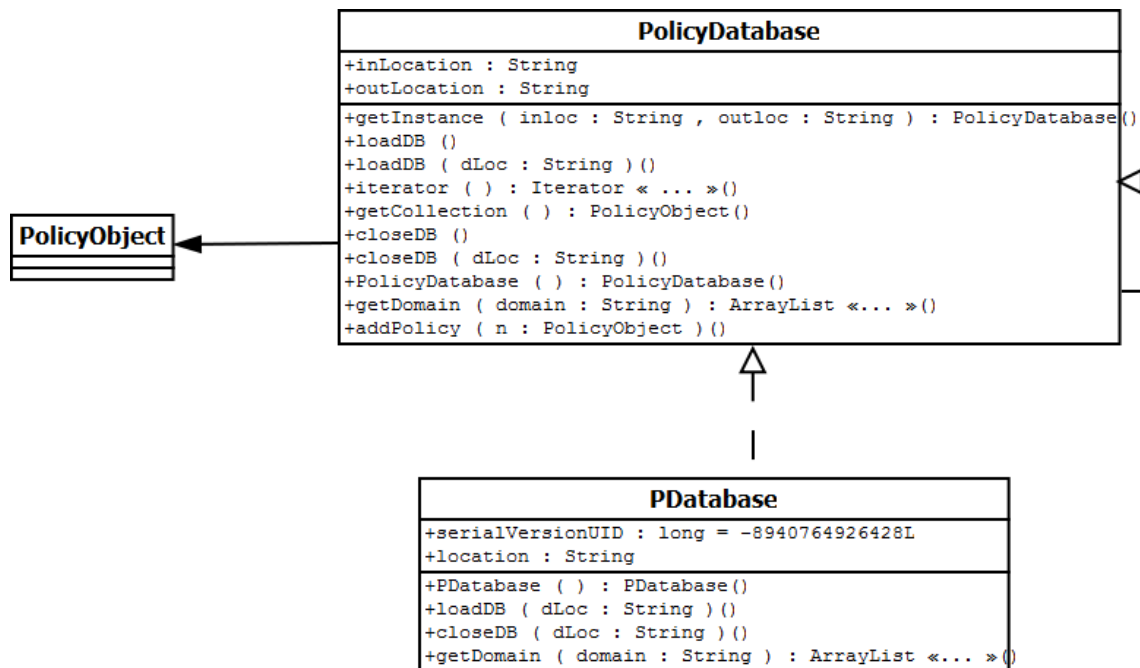 PolicyDatabase
+inLocation : String
+outLocation : String
+getInstance ( inloc : String , outloc : String ) : PolicyDatabase()
+loadDB ()
+loadDB ( dLoc : String )()
+iterator ( ) : Iterator « ... »()
+getCollection ( ) : PolicyObject()
+closeDB ()
+closeDB ( dLoc : String )()
+PolicyDatabase ( ) : PolicyDatabase()
+getDomain ( domain : String ) : ArrayList «... »()
+addPolicy ( n : PolicyObject )()
PolicyObject
PDatabase
+serialVersionUID : long = -8940764926428L
+location : String
+PDatabase ( ) : PDatabase()
+loadDB ( dLoc : String )()
+closeDB ( dLoc : String )()
+getDomain ( domain : String ) : ArrayList «... »()